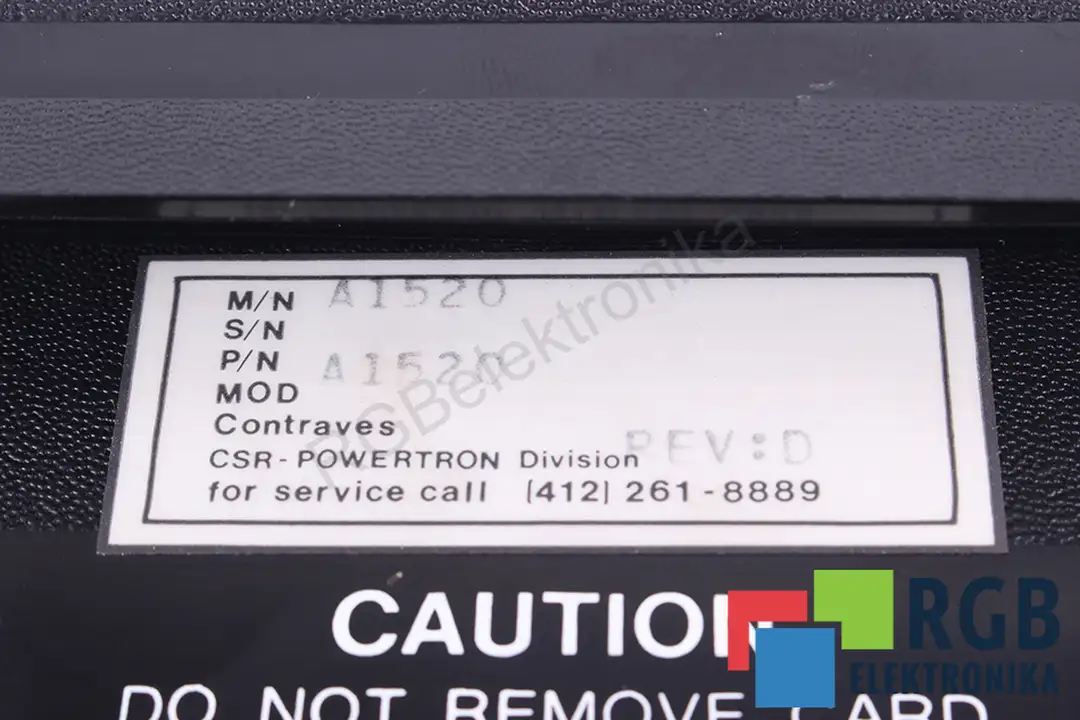 M/N A1520
S/N
P/N A1520
MOD
Contraves
CSR-POWERTRON Division REV:D
for service call (412) 261-8889
CAUTION
DO NOT REMOVE CARD
RGBelektronika
RGB
ELEKTRONIKA